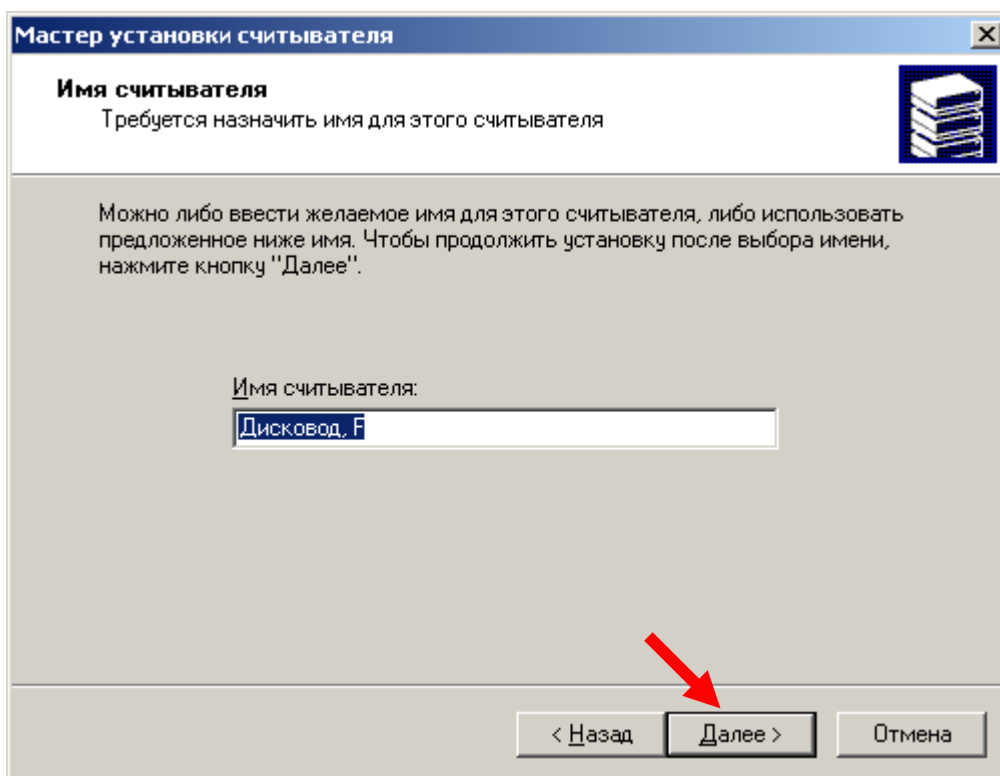 Мастер установки считывателя
Имя считывателя
Требуется назначить имя для этого считывателя
Можно либо ввести желаемое имя для этого считывателя, либо использовать
предложенное ниже имя. Чтобы продолжить установку после выбора имени,
нажмите кнопку "Далее".
Имя считывателя:
Дисковод, F
< Назад Далее > Отмена